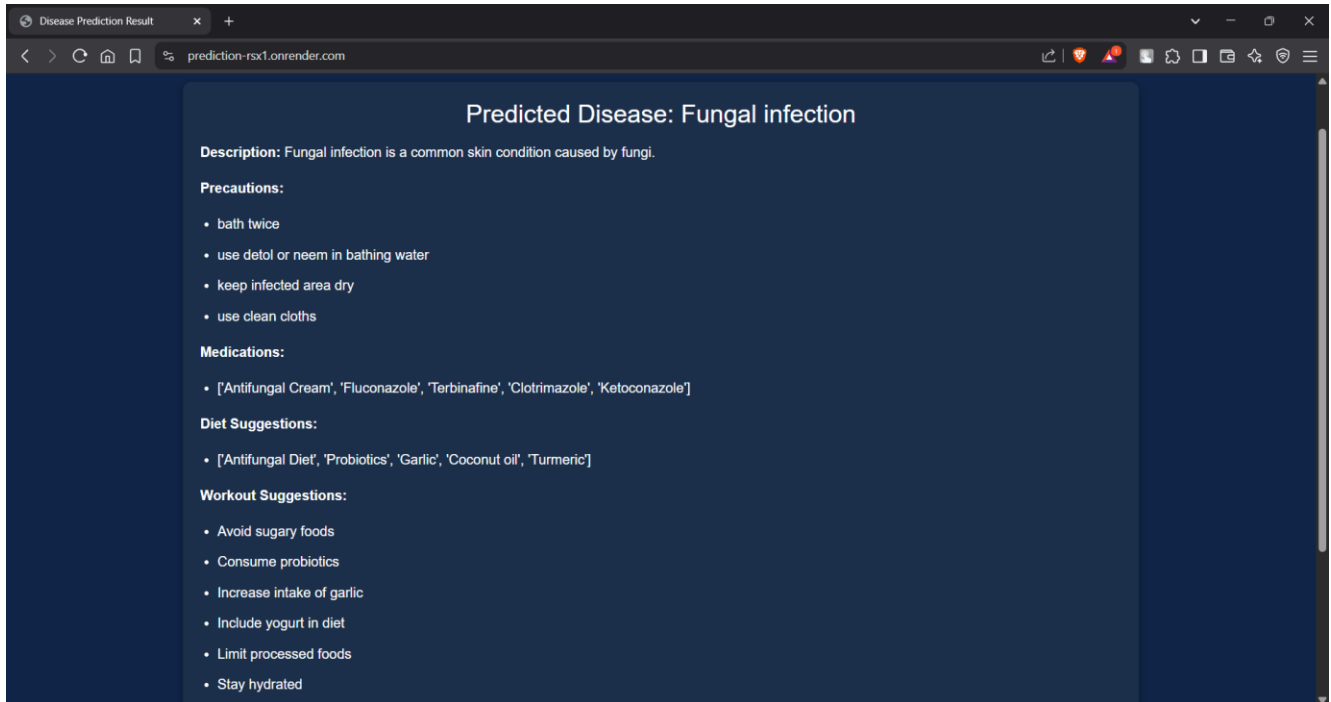 Disease Prediction Result
prediction-rsx1.onrender.com
Predicted Disease: Fungal infection
Description: Fungal infection is a common skin condition caused by fungi.
Precautions:
• bath twice
• use detol or neem in bathing water
• keep infected area dry
• use clean cloths
Medications:
• ['Antifungal Cream', 'Fluconazole', 'Terbinafine', 'Clotrimazole', 'Ketoconazole']
Diet Suggestions:
• ['Antifungal Diet', 'Probiotics', 'Garlic', 'Coconut oil', 'Turmeric']
Workout Suggestions:
• Avoid sugary foods
• Consume probiotics
• Increase intake of garlic
• Include yogurt in diet
• Limit processed foods
• Stay hydrated